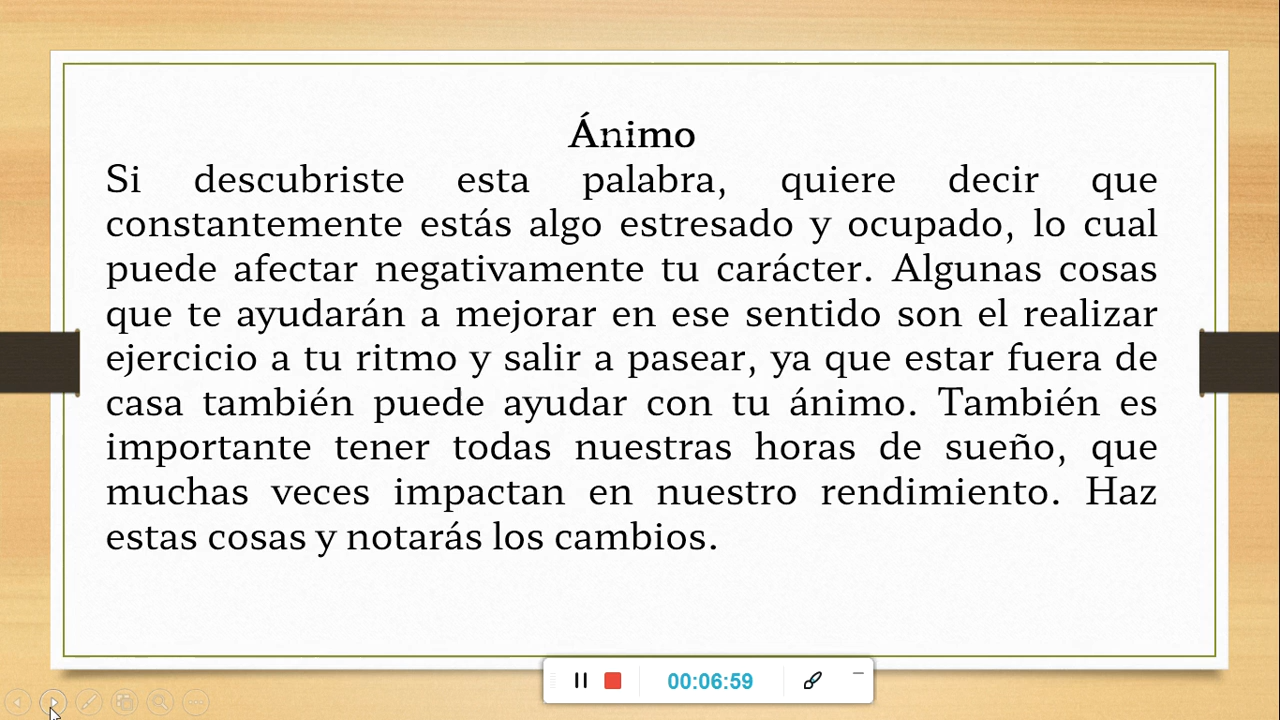 Ánimo
Si descubriste esta palabra, quiere decir que
constantemente estás algo estresado y ocupado, lo cual
puede afectar negativamente tu carácter. Algunas cosas
que te ayudarán a mejorar en ese sentido son el realizar
ejercicio a tu ritmo y salir a pasear, ya que estar fuera de
casa también puede ayudar con tu ánimo. También es
importante tener todas nuestras horas de sueño, que
muchas veces impactan en nuestro rendimiento. Haz
estas cosas y notarás los cambios.
00:06:59